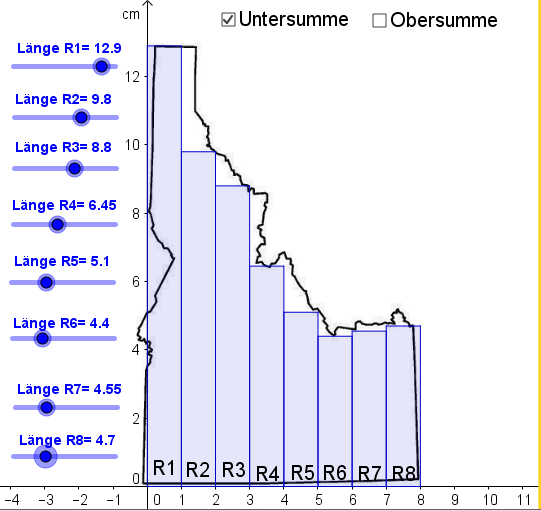 cm
Untersumme
Obersumme
Länge R1= 12.9
Länge R2= 9.8
Länge R3= 8.8
Länge R4= 6.45
Länge R5= 5.1
Länge R6= 4.4
Länge R7= 4.55
Länge R8= 4.7
12
10
8
6
4
2
0
R1 R2 R3 R4 R5 R6 R7 R8
−4 −3 −2 −1 0 1 2 3 4 5 6 7 8 9 10 11